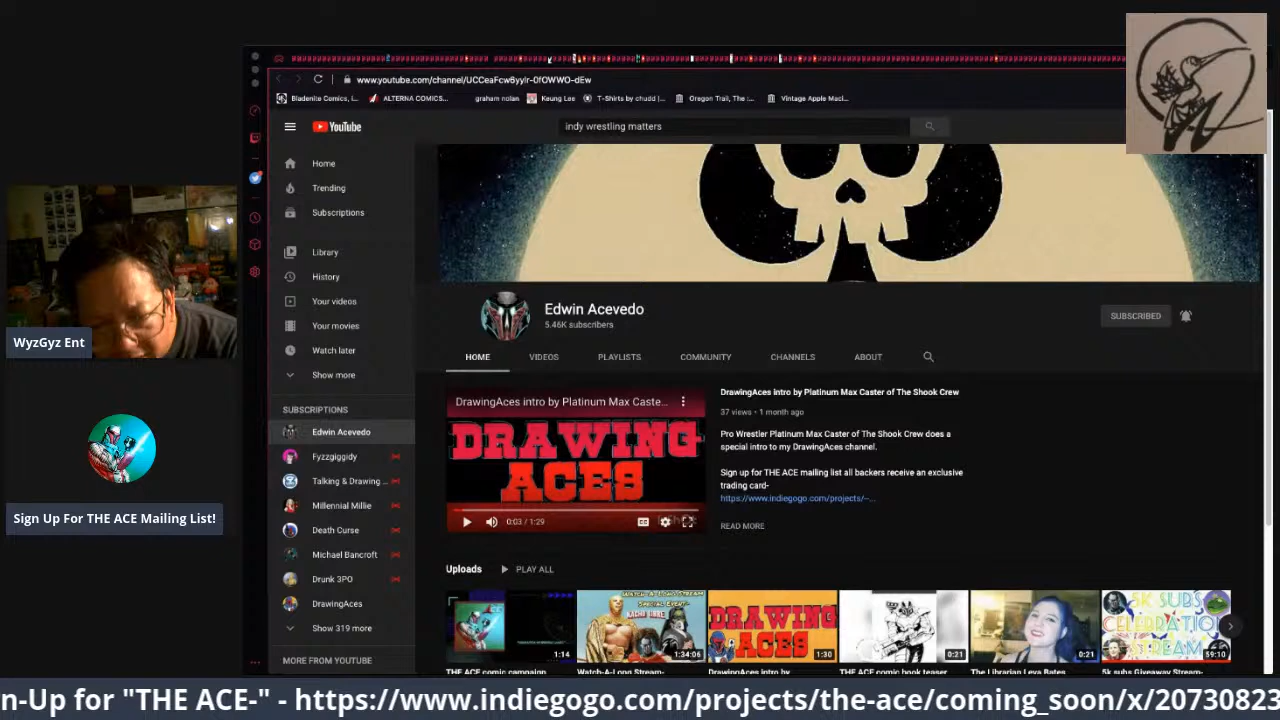 www.youtube.com/channel/UCCeaFcw8yylr-0fOWWO-dEw
Bladenite Comics, i...
ALTERNA COMICS...
graham nolan
Keung Lee
T-Shirts by chudd |...
Oregon Trail, The :...
Vintage Apple Maci...
YouTube
indy wrestling matters
Home
Trending
Subscriptions
Library
History
Your videos
Your movies
Watch later
Show more
SUBSCRIPTIONS
Edwin Acevedo
Fyzzgiggidy
Talking & Drawing ...
Millennial Millie
Death Curse
Michael Bancroft
Drunk 3PO
DrawingAces
Show 319 more
MORE FROM YOUTUBE
WyzGyz Ent
Sign Up For THE ACE Mailing List!
Edwin Acevedo
5.46K subscribers
SUBSCRIBED
HOME
VIDEOS
PLAYLISTS
COMMUNITY
CHANNELS
ABOUT
DrawingAces intro by Platinum Max Caste...
DRAWING
ACES
0:03 / 1:29
DrawingAces intro by Platinum Max Caster of The Shook Crew
37 views • 1 month ago
Pro Wrestler Platinum Max Caster of The Shook Crew does a
special intro to my DrawingAces channel.
Sign up for THE ACE mailing list all backers receive an exclusive
trading card-
https://www.indiegogo.com/projects/--...
READ MORE
Uploads
PLAY ALL
1:14
WATCH-A-LONG STREAM
SPECIAL EVENT-
NACHO LIBRE
1:34:06
DRAWING
ACES
1:30
0:21
0:21
5K SUBS
CELEBRATION
STREAM
59:10
THE ACE comic campaign
Watch-A-Long Stream-
DrawingAces intro by
THE ACE comic book teaser
The Librarian Leva Bates
5k subs Giveaway Stream-
n-Up for "THE ACE-" - https://www.indiegogo.com/projects/the-ace/coming_soon/x/20730823